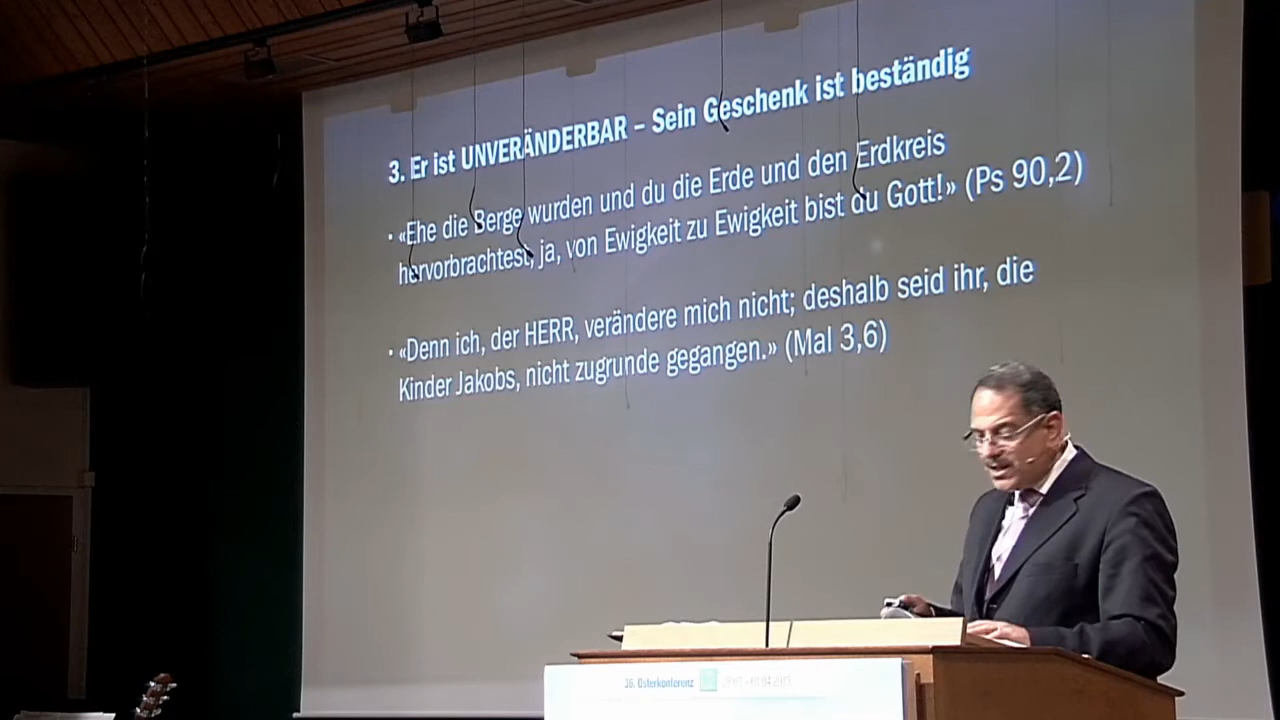 3. Er ist UNVERÄNDERBAR – Sein Geschenk ist beständig
• «Ehe die Berge wurden und du die Erde und den Erdkreis
hervorbrachtest, ja, von Ewigkeit zu Ewigkeit bist du Gott!» (Ps 90,2)
• «Denn ich, der HERR, verändere mich nicht; deshalb seid ihr, die
Kinder Jakobs, nicht zugrunde gegangen.» (Mal 3,6)
36. Osterkonferenz